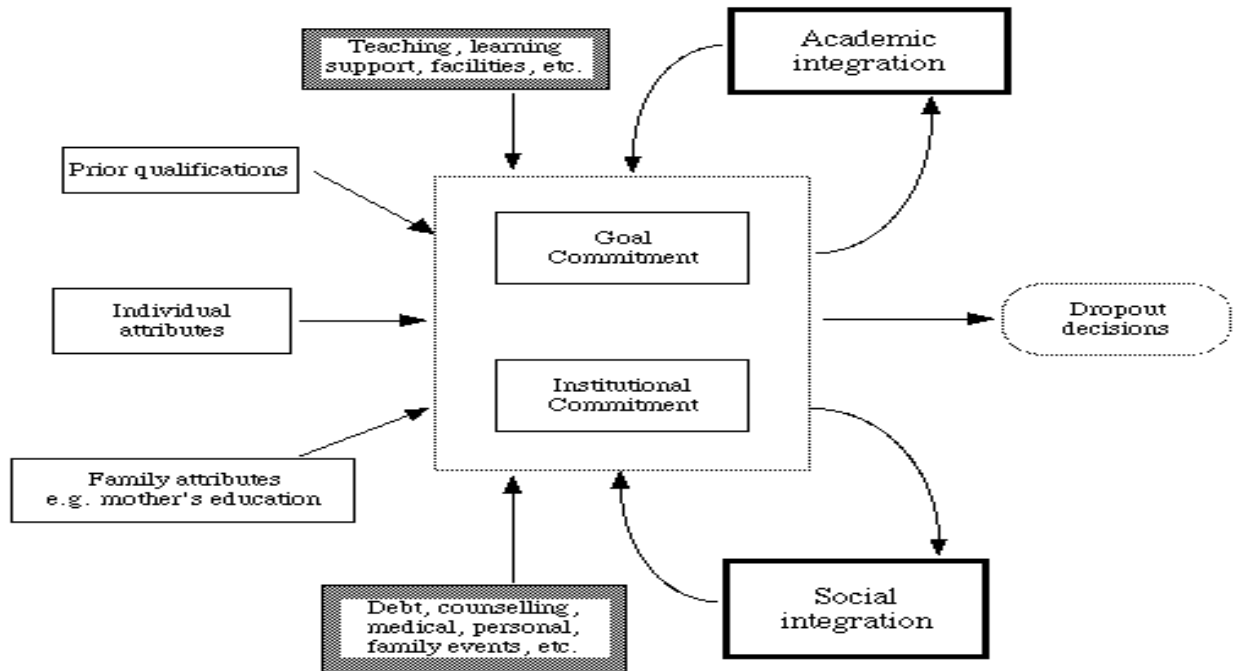 Teaching, learning
support, facilities, etc.
Academic
integration
Prior qualifications
Goal
Commitment
Individual
attributes
Dropout
decisions
Institutional
Commitment
Family attributes
e.g. mother's education
Debt, counselling,
medical, personal,
family events, etc.
Social
integration